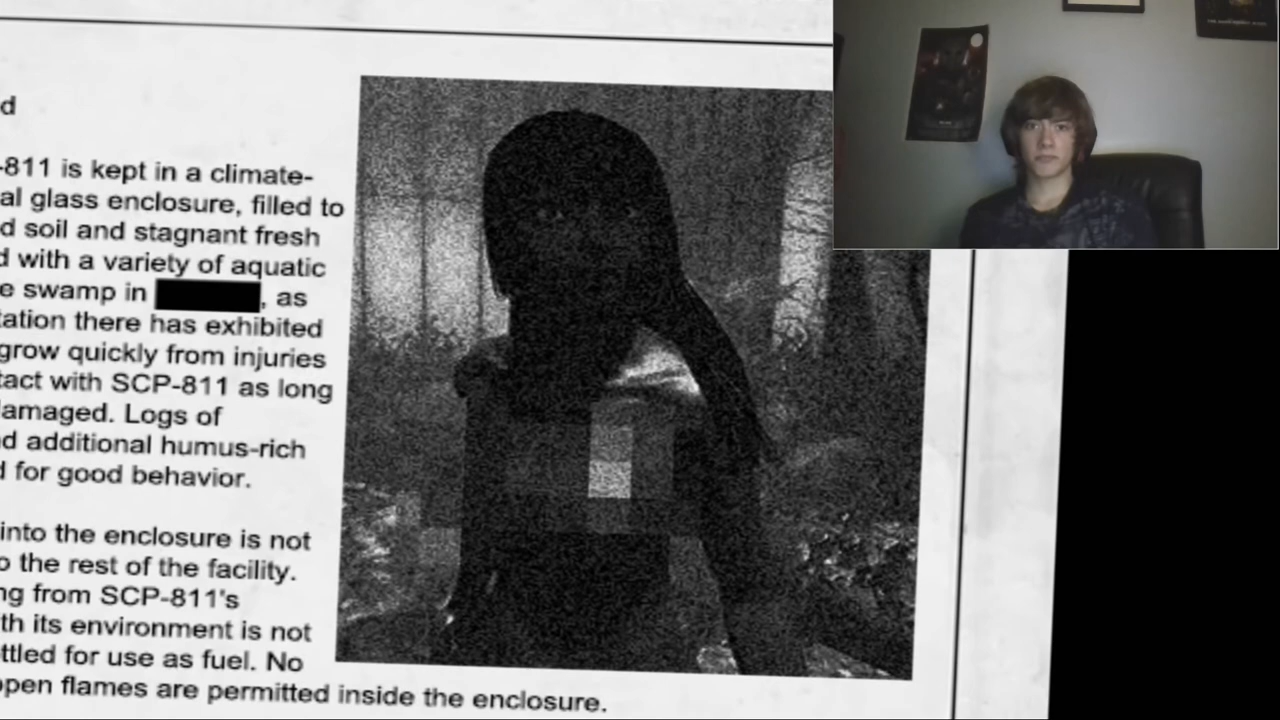 d
-811 is kept in a climate-
al glass enclosure, filled to
d soil and stagnant fresh
d with a variety of aquatic
e swamp in , as
tation there has exhibited
grow quickly from injuries
tact with SCP-811 as long
damaged. Logs of
nd additional humus-rich
d for good behavior.
into the enclosure is not
o the rest of the facility.
ng from SCP-811's
th its environment is not
ttled for use as fuel. No
open flames are permitted inside the enclosure.